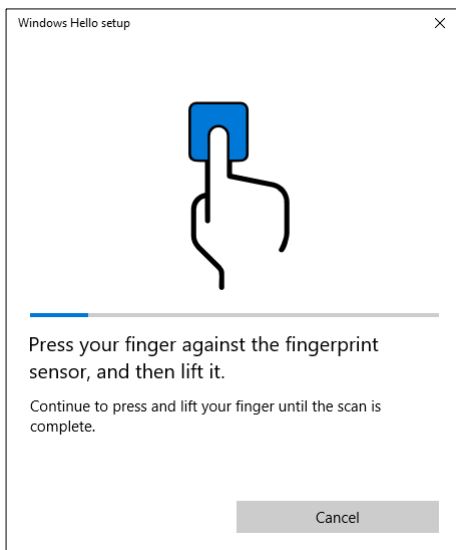 Windows Hello setup
Press your finger against the fingerprint
sensor, and then lift it.
Continue to press and lift your finger until the scan is
complete.
Cancel